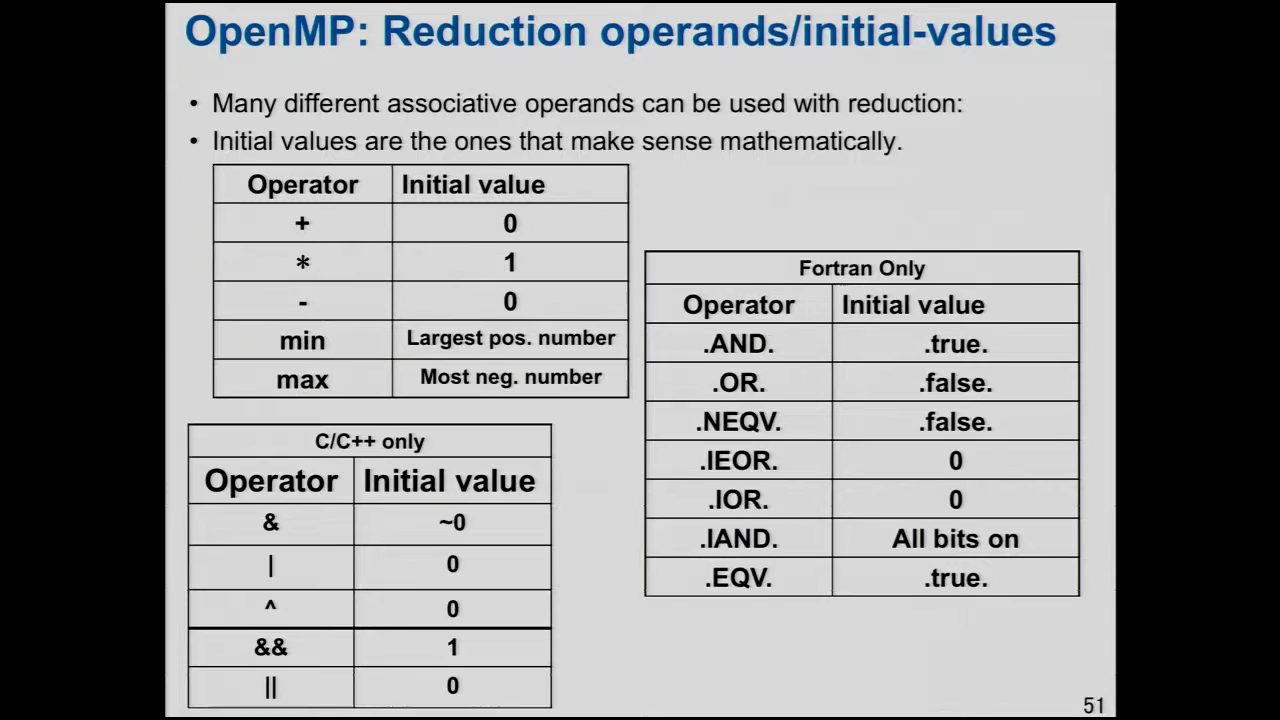 OpenMP: Reduction operands/initial-values
• Many different associative operands can be used with reduction:
• Initial values are the ones that make sense mathematically.
Operator Initial value
+ 0
* 1
- 0
min Largest pos. number
max Most neg. number
C/C++ only
Operator Initial value
& ~0
| 0
^ 0
&& 1
|| 0
Fortran Only
Operator Initial value
.AND. .true.
.OR. .false.
.NEQV. .false.
.IEOR. 0
.IOR. 0
.IAND. All bits on
.EQV. .true.
51